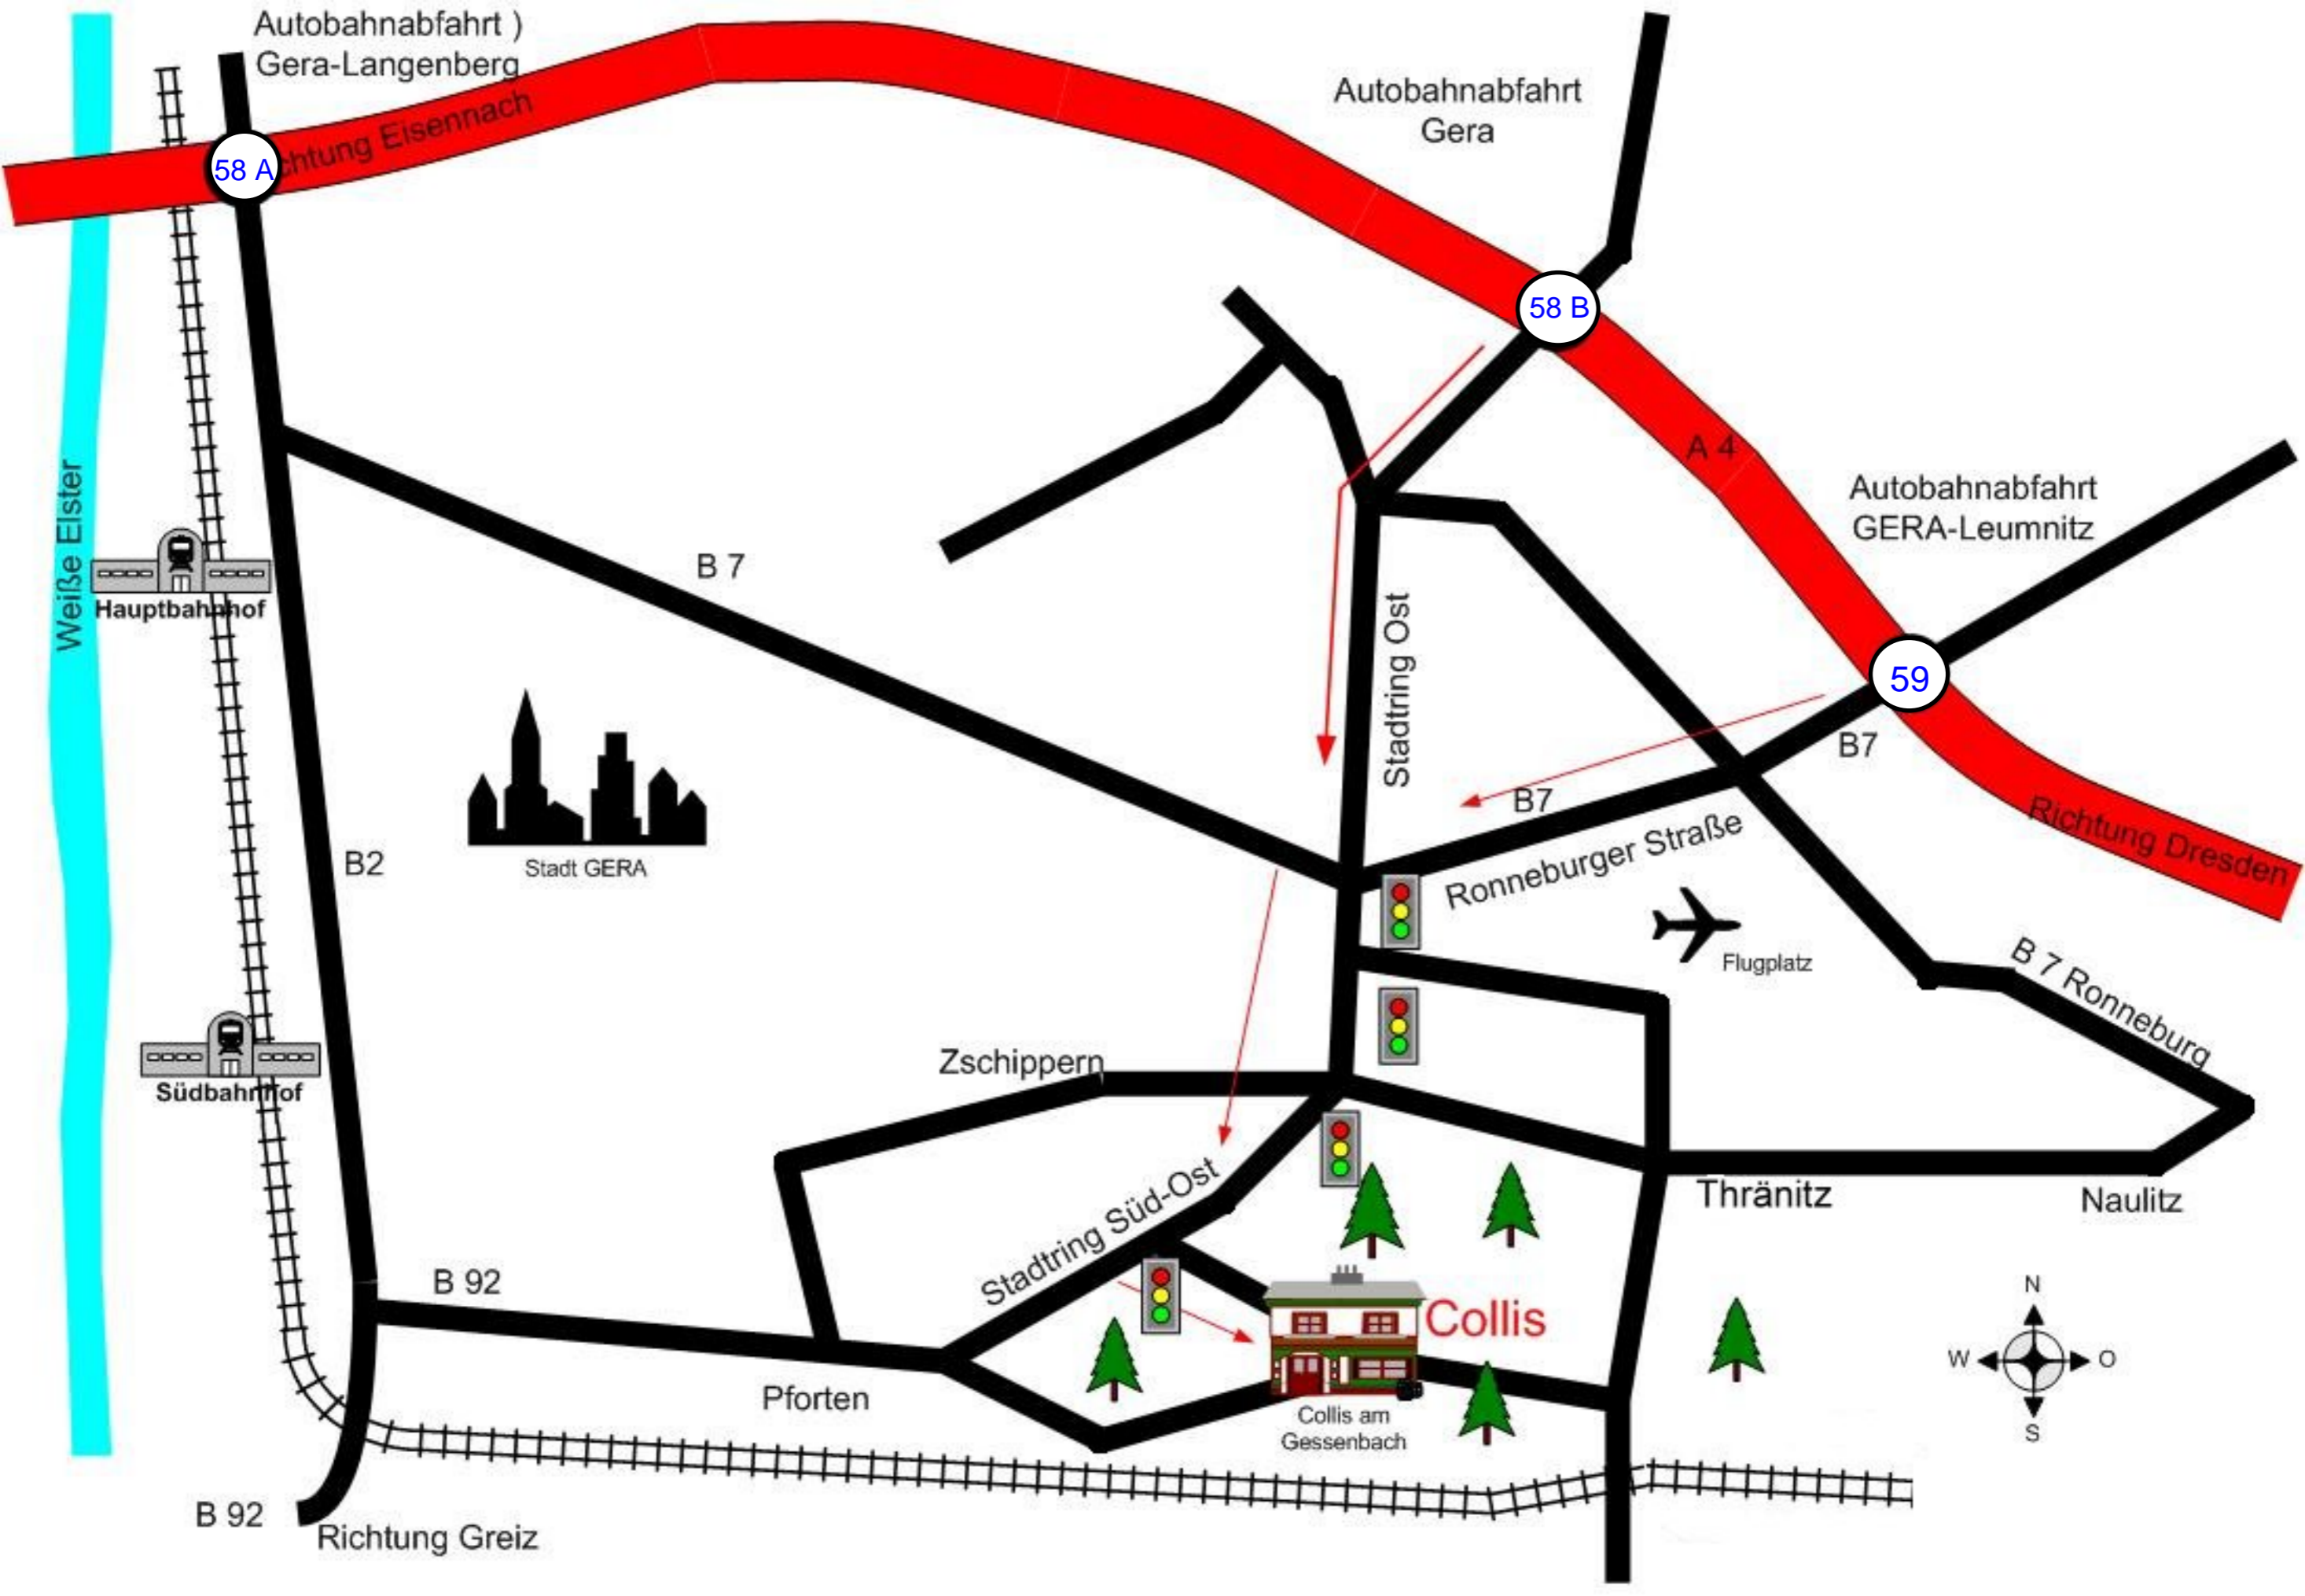 Autobahnabfahrt )
Gera-Langenberg
Autobahnabfahrt
Gera
58 A
chtung Eisennach
58 B
A 4
Autobahnabfahrt
GERA-Leumnitz
Weiße Elster
B 7
Hauptbahnhof
Stadtring Ost
59
B7
B7
Ronneburger Straße
Richtung Dresden
B2
Stadt GERA
Flugplatz
B 7 Ronneburg
Zschippern
Südbahnhof
Stadtring Süd-Ost
Thränitz
Naulitz
B 92
Collis
N
W
O
S
Pforten
Collis am
Gessenbach
B 92
Richtung Greiz